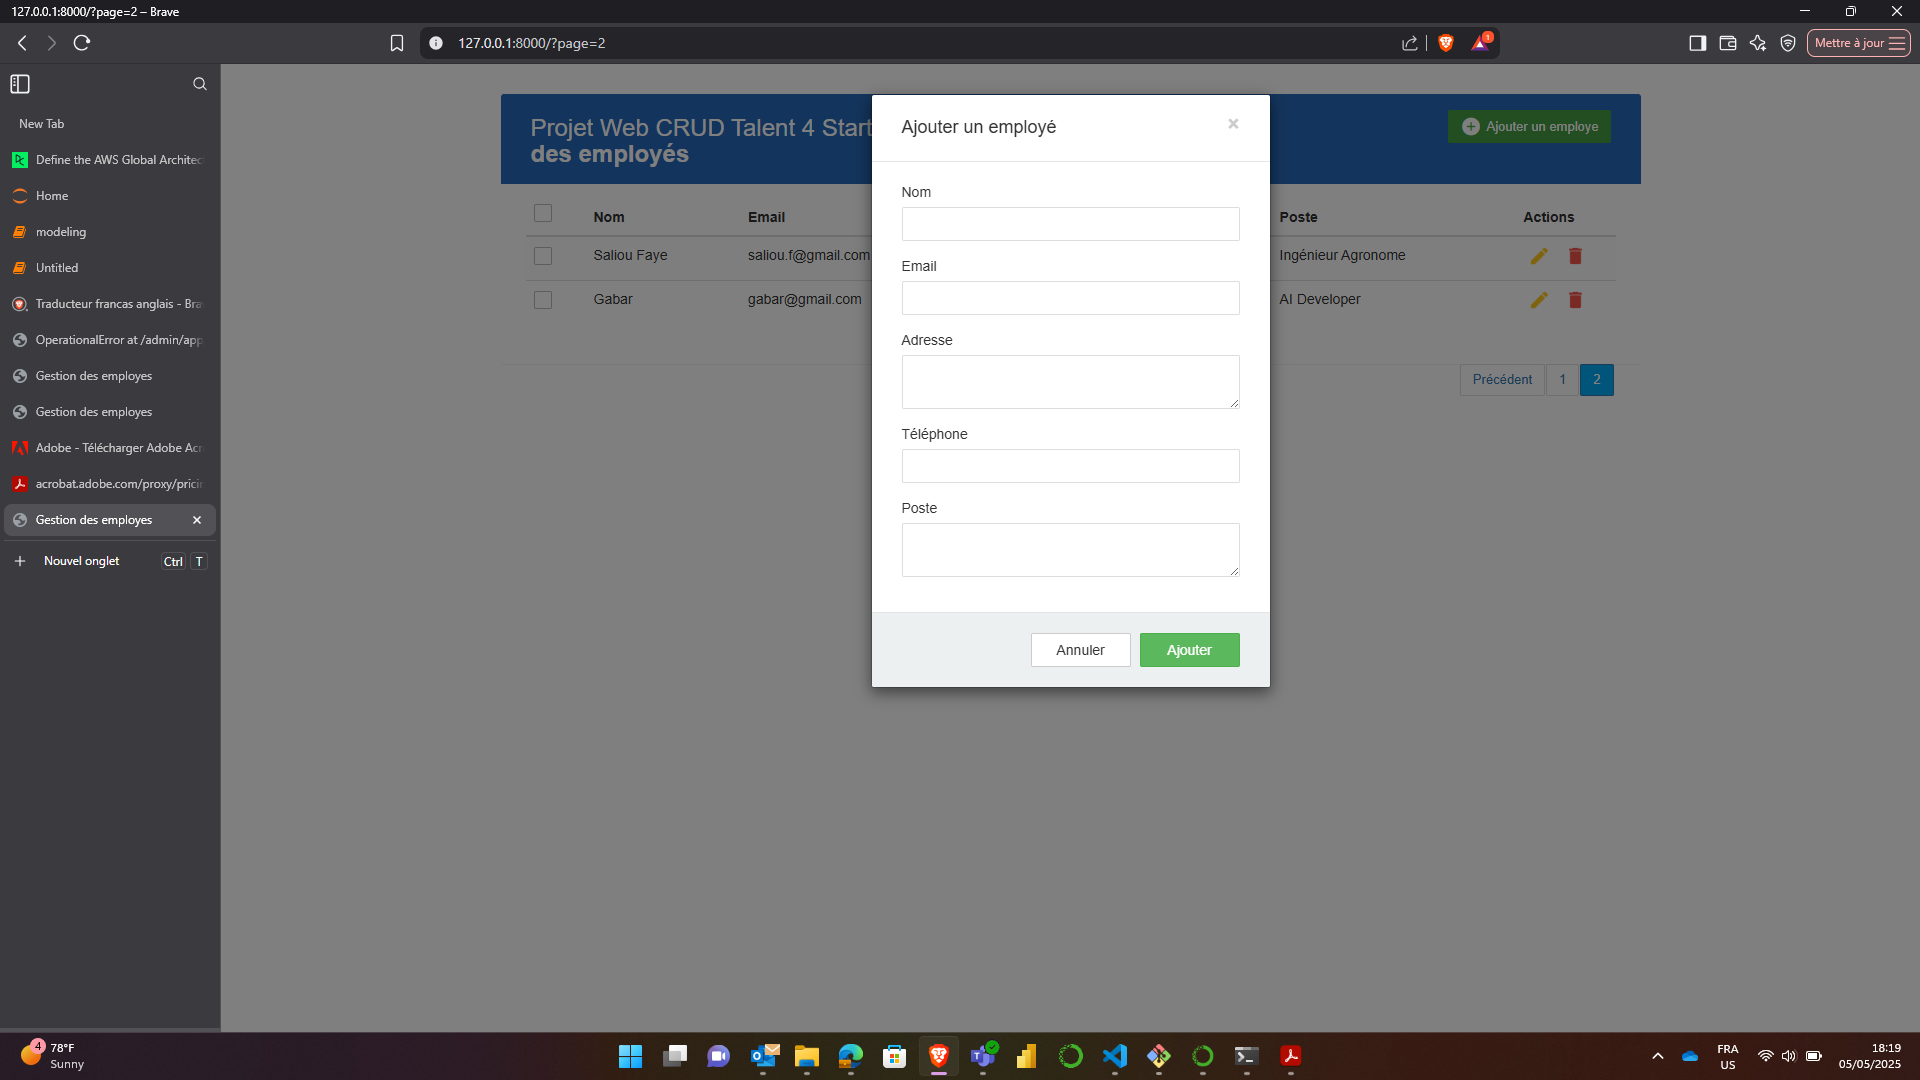 127.0.0.1:8000/?page=2 – Brave
127.0.0.1:8000/?page=2
1
Mettre à jour
New Tab
Define the AWS Global Architec
Home
modeling
Untitled
Traducteur francas anglais - Bra
OperationalError at /admin/app
Gestion des employes
Gestion des employes
Adobe - Télécharger Adobe Acr
acrobat.adobe.com/proxy/pricin
Gestion des employes
Nouvel onglet Ctrl T
Projet Web CRUD Talent 4 Start
des employés
Ajouter un employe
Nom Email Poste Actions
Saliou Faye saliou.f@gmail.com Ingénieur Agronome
Gabar gabar@gmail.com AI Developer
Précédent 1 2
Ajouter un employé
×
Nom
Email
Adresse
Téléphone
Poste
Annuler Ajouter
4
78°F
Sunny
FRA
US
18:19
05/05/2025